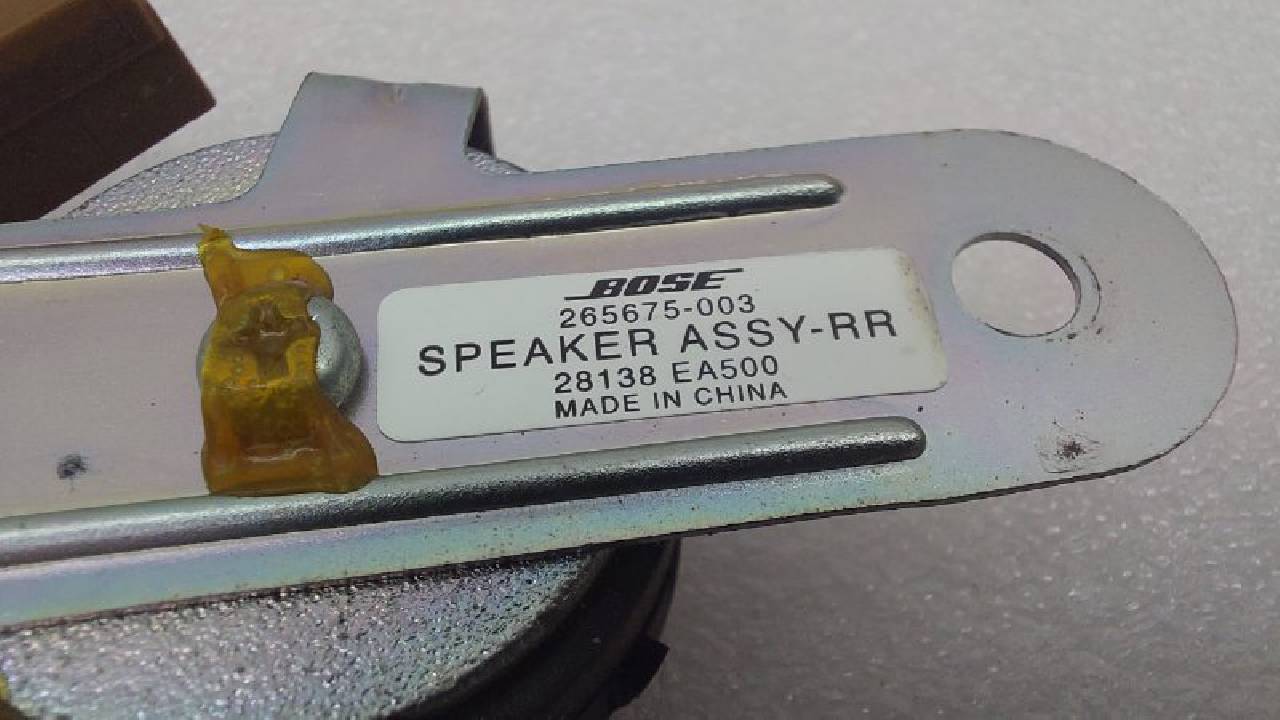 BOSE
265675-003
SPEAKER ASSY-RR
28138 EA500
MADE IN CHINA